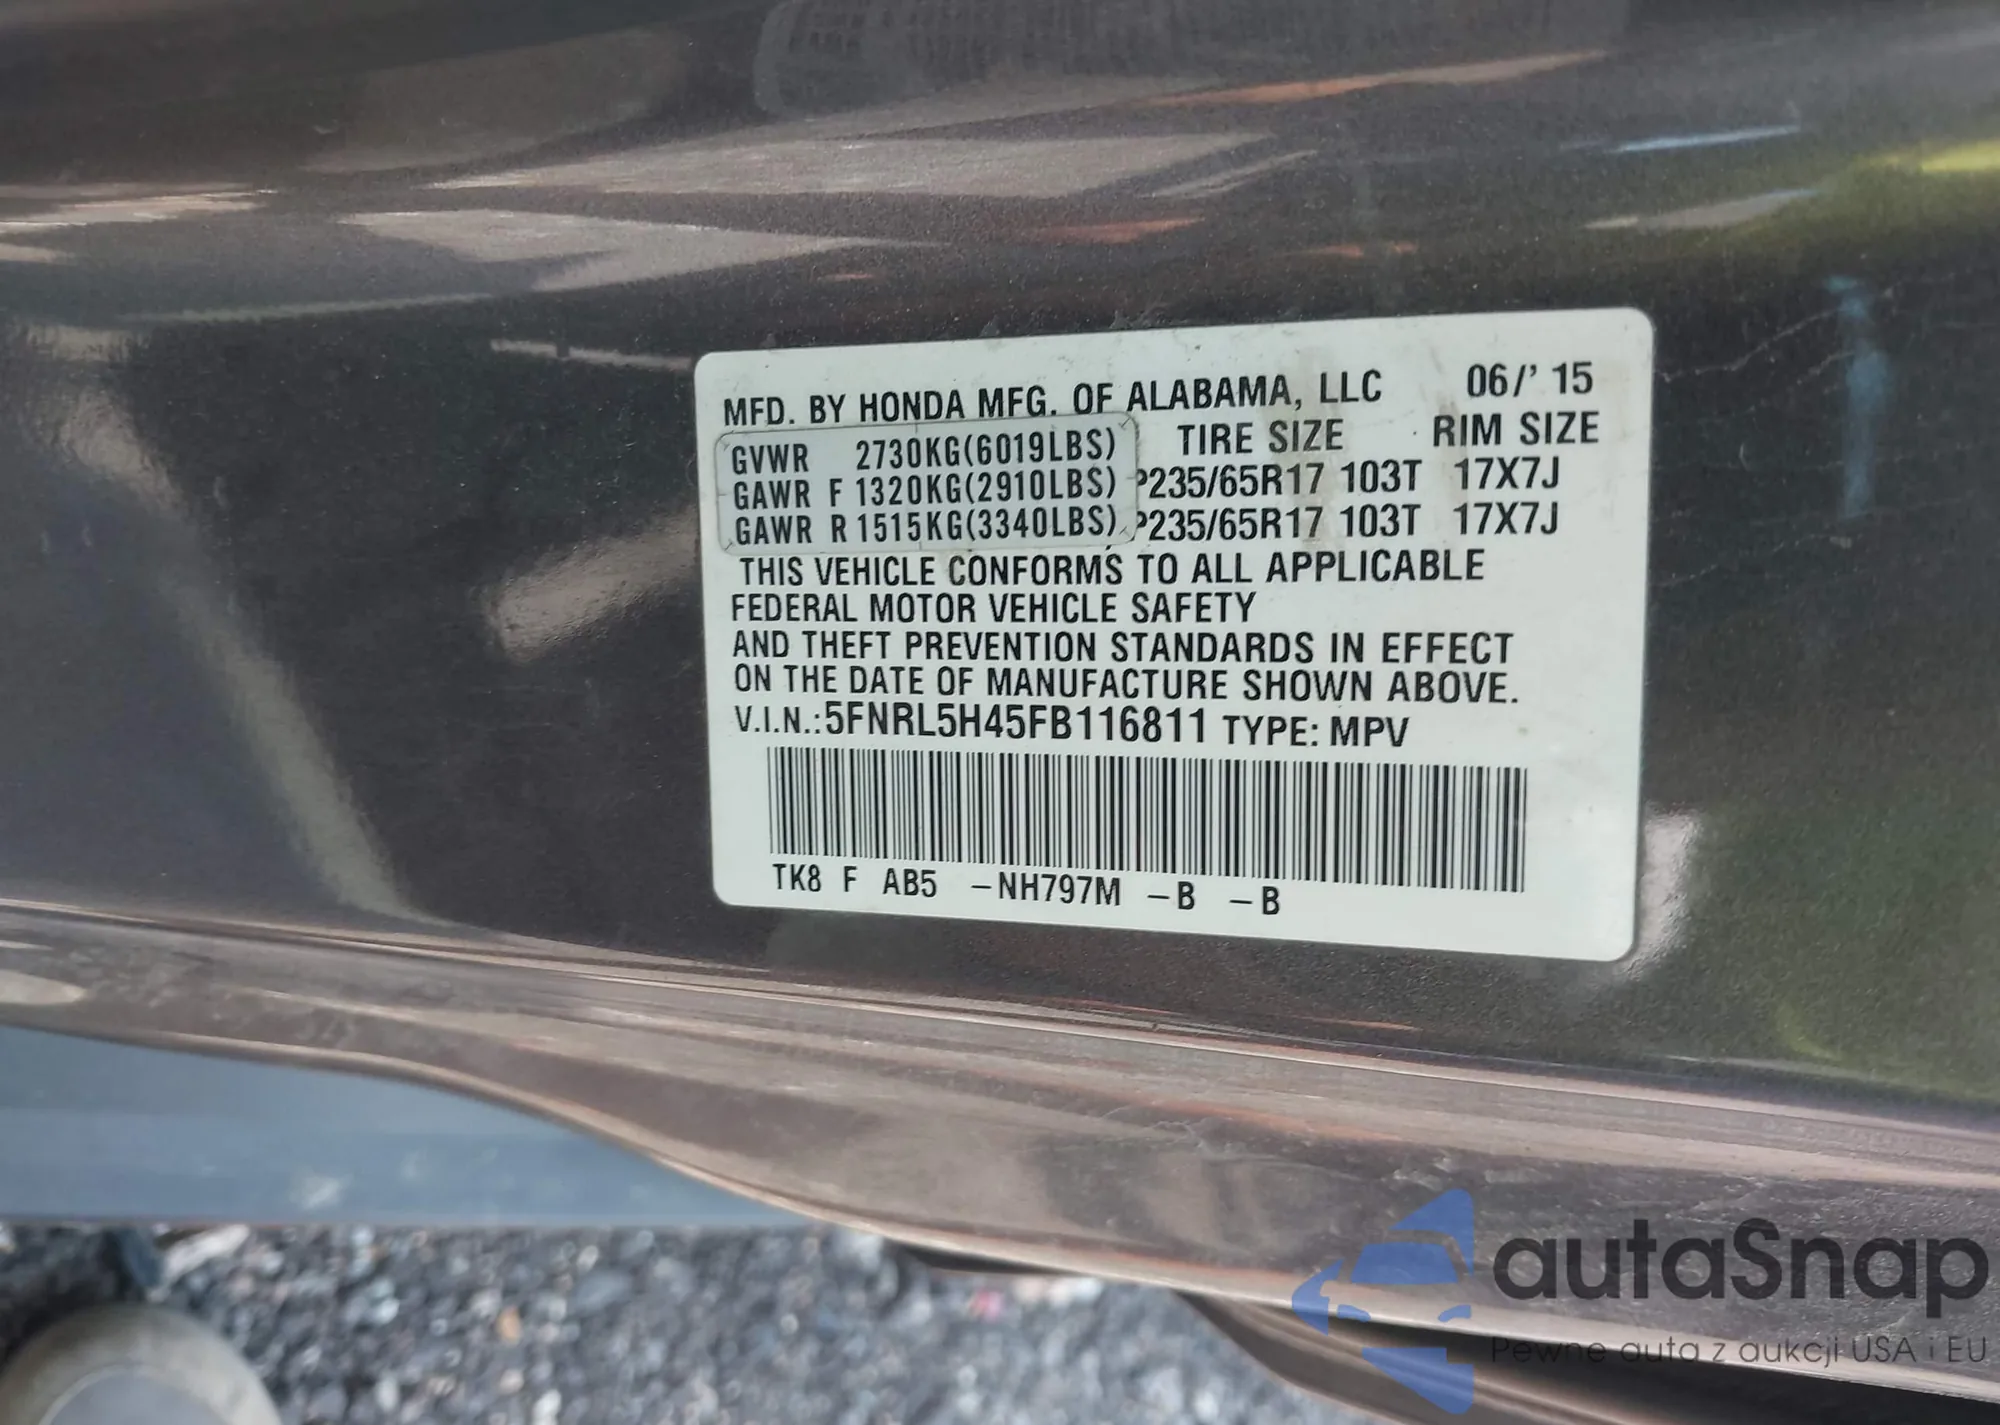 MFD. BY HONDA MFG. OF ALABAMA, LLC 06/' 15
TIRE SIZE RIM SIZE
GVWR 2730KG(6019LBS)
GAWR F 1320KG(2910LBS) P235/65R17 103T 17X7J
GAWR R 1515KG(3340LBS) P235/65R17 103T 17X7J
THIS VEHICLE CONFORMS TO ALL APPLICABLE
FEDERAL MOTOR VEHICLE SAFETY
AND THEFT PREVENTION STANDARDS IN EFFECT
ON THE DATE OF MANUFACTURE SHOWN ABOVE.
V.I.N.:5FNRL5H45FB116811 TYPE: MPV
TK8 F AB5 -NH797M -B -B
autaSnap
Pewne auta z aukcji USA i EU